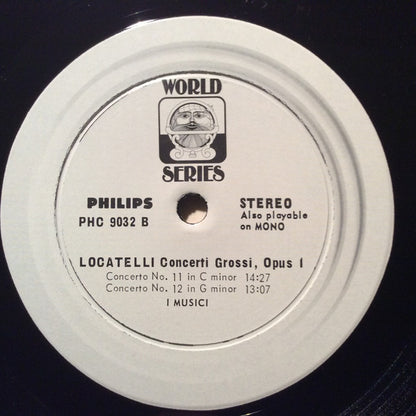 WORLD
SERIES
PHILIPS
PHC 9032 B
STEREO
Also playable
on MONO
LOCATELLI Concerti Grossi, Opus 1
Concerto No. 11 in C minor 14:27
Concerto No. 12 in G minor 13:07
I MUSICI